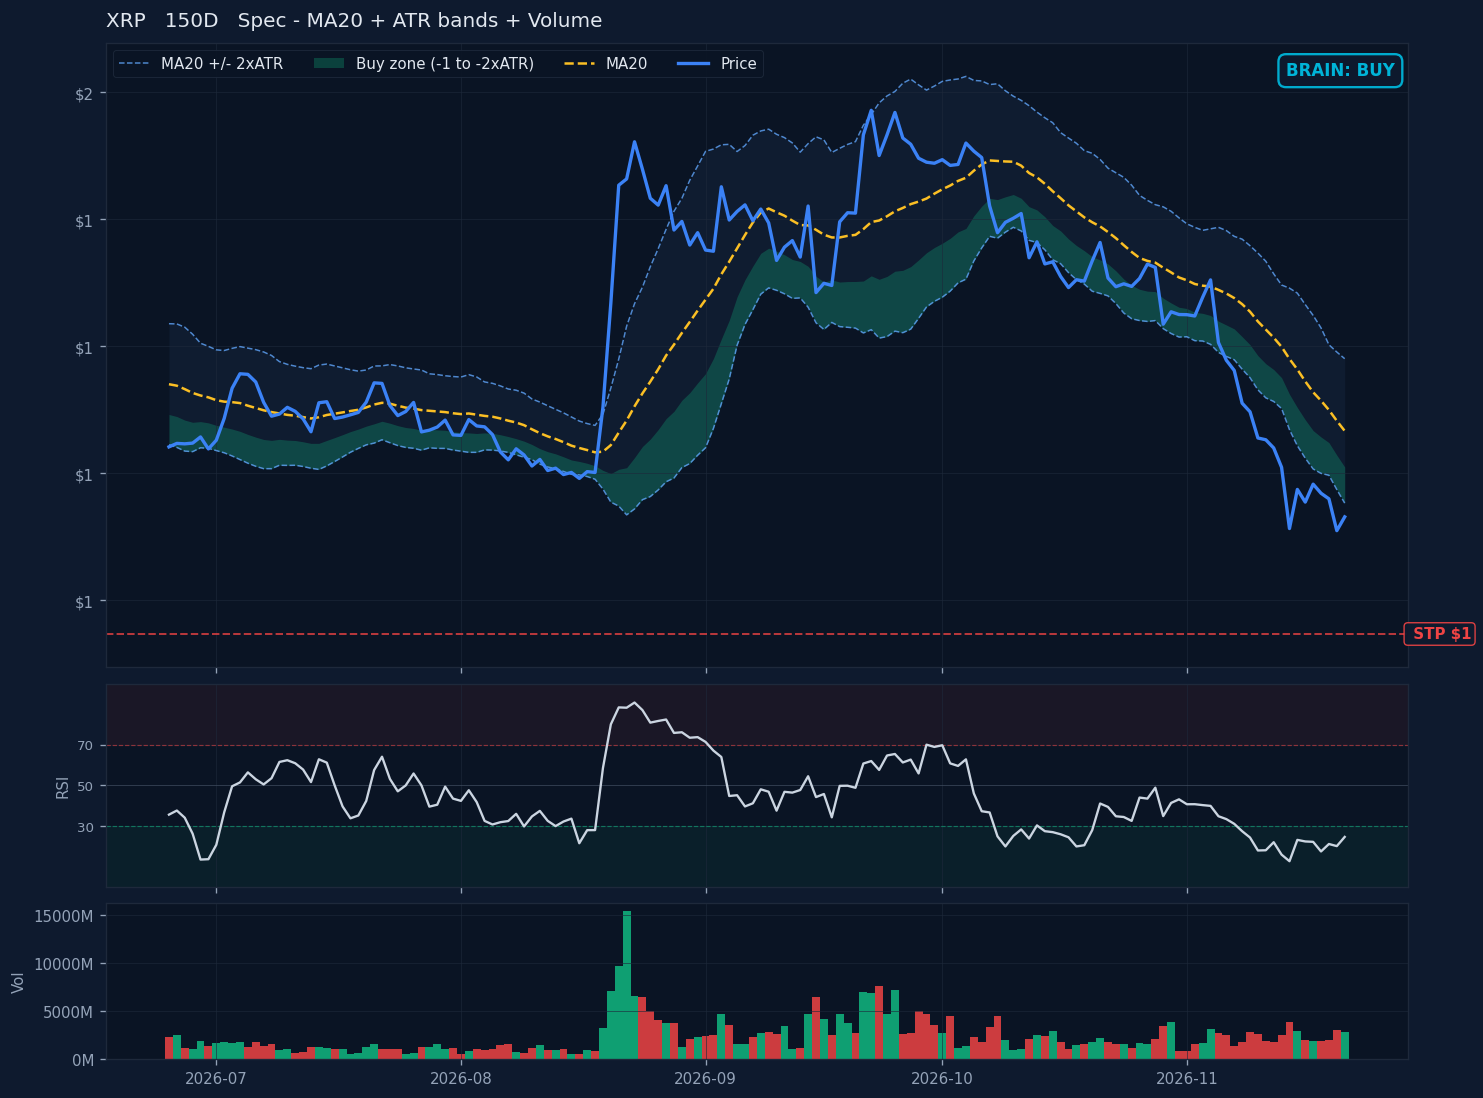 XRP   150D   Spec - MA20 + ATR bands + Volume
MA20 +/- 2xATR
Buy zone (-1 to -2xATR)
MA20
Price
BRAIN: BUY
$2
$1
$1
$1
$1
STP $1
70
50
30
RSI
15000M
10000M
5000M
0M
Vol
2026-07
2026-08
2026-09
2026-10
2026-11